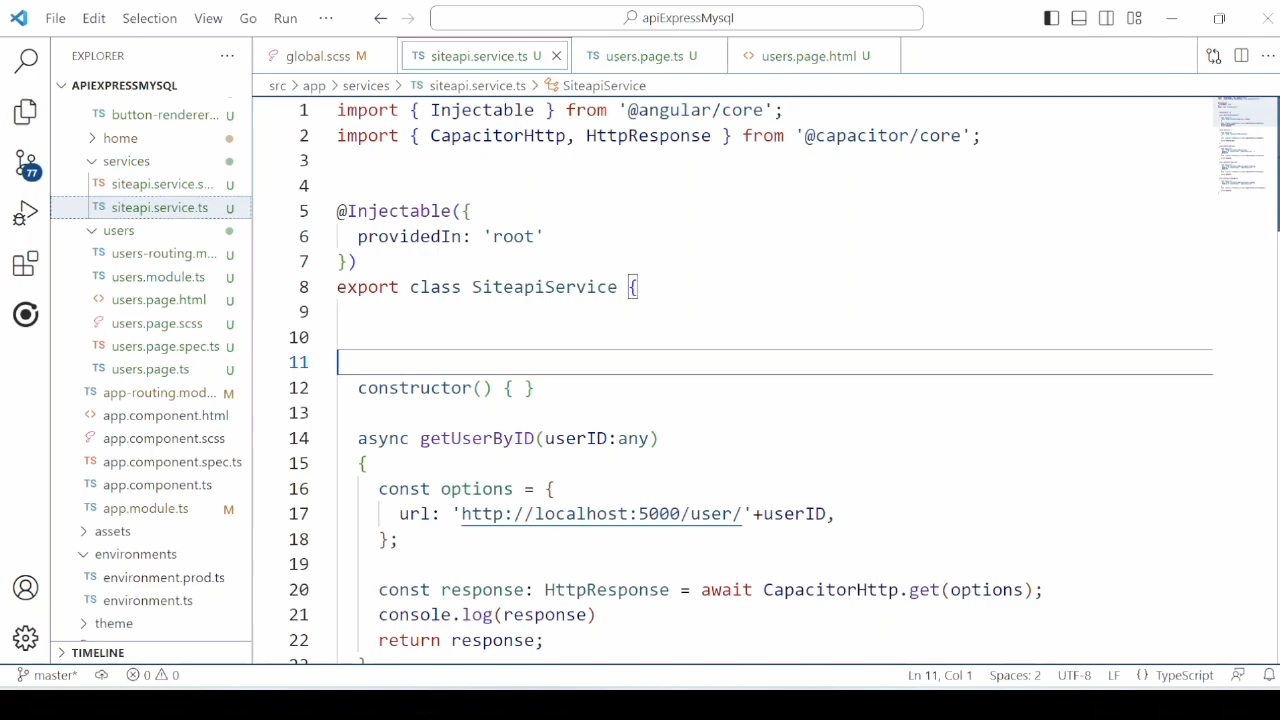 File Edit Selection View Go Run ··· apiExpressMysql
EXPLORER ···
APIEXPRESSMYSQL
TS button-renderer... U
home
services
TS siteapi.service.s... U
TS siteapi.service.ts U
users
TS users-routing.m... U
TS users.module.ts U
<> users.page.html U
users.page.scss U
TS users.page.spec.ts U
TS users.page.ts U
TS app-routing.mod... M
<> app.component.html
app.component.scss
TS app.component.spec.ts
TS app.component.ts
TS app.module.ts M
assets
environments
TS environment.prod.ts
TS environment.ts
theme
TIMELINE
77
global.scss M
TS siteapi.service.ts U
TS users.page.ts U
<> users.page.html U
···
src > app > services > TS siteapi.service.ts > SiteapiService
1 import { Injectable } from '@angular/core';
2 import { CapacitorHttp, HttpResponse } from '@capacitor/core';
3
4
5 @Injectable({
6 providedIn: 'root'
7 })
8 export class SiteapiService {
9
10
11
12 constructor() { }
13
14 async getUserByID(userID:any)
15 {
16 const options = {
17 url: 'http://localhost:5000/user/'+userID,
18 };
19
20 const response: HttpResponse = await CapacitorHttp.get(options);
21 console.log(response)
22 return response;
master* 0 0 Ln 11, Col 1 Spaces: 2 UTF-8 LF {} TypeScript